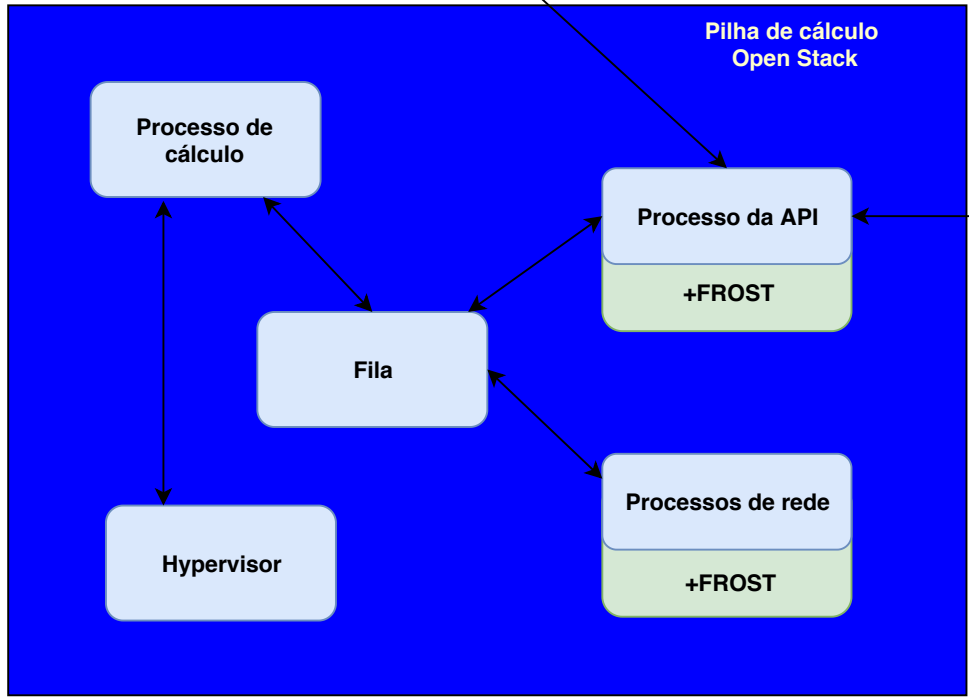 Pilha de cálculo
Open Stack
Processo de
cálculo
Processo da API
+FROST
Fila
Processos de rede
Hypervisor
+FROST